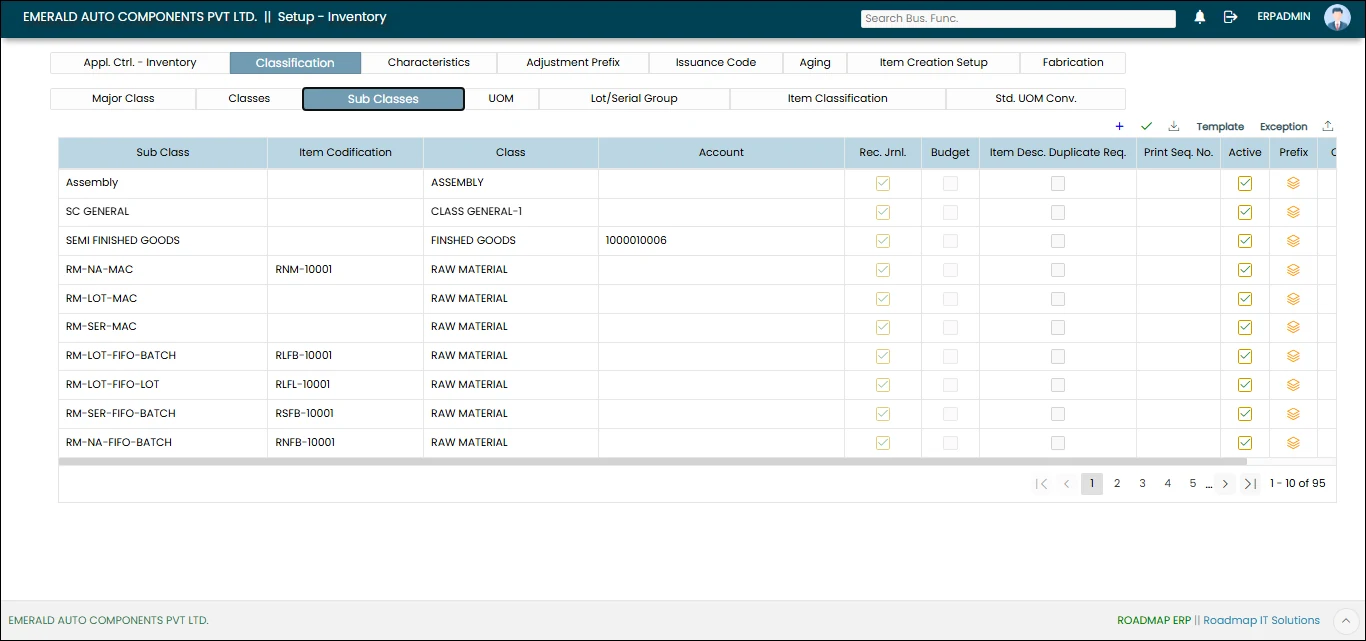 EMERALD AUTO COMPONENTS PVT LTD. || Setup - Inventory Search Bus. Func. ERPADMIN
Appl. Ctrl. - Inventory Classification Characteristics Adjustment Prefix Issuance Code Aging Item Creation Setup Fabrication
Major Class Classes Sub Classes UOM Lot/Serial Group Item Classification Std. UOM Conv.
+ Template Exception
Sub Class Item Codification Class Account Rec. Jrnl. Budget Item Desc. Duplicate Req. Print Seq. No. Active Prefix
Assembly ASSEMBLY
SC GENERAL CLASS GENERAL-1
SEMI FINISHED GOODS FINSHED GOODS 1000010006
RM-NA-MAC RNM-10001 RAW MATERIAL
RM-LOT-MAC RAW MATERIAL
RM-SER-MAC RAW MATERIAL
RM-LOT-FIFO-BATCH RLFB-10001 RAW MATERIAL
RM-LOT-FIFO-LOT RLFL-10001 RAW MATERIAL
RM-SER-FIFO-BATCH RSFB-10001 RAW MATERIAL
RM-NA-FIFO-BATCH RNFB-10001 RAW MATERIAL
1 2 3 4 5 ... 1 - 10 of 95
EMERALD AUTO COMPONENTS PVT LTD. ROADMAP ERP || Roadmap IT Solutions